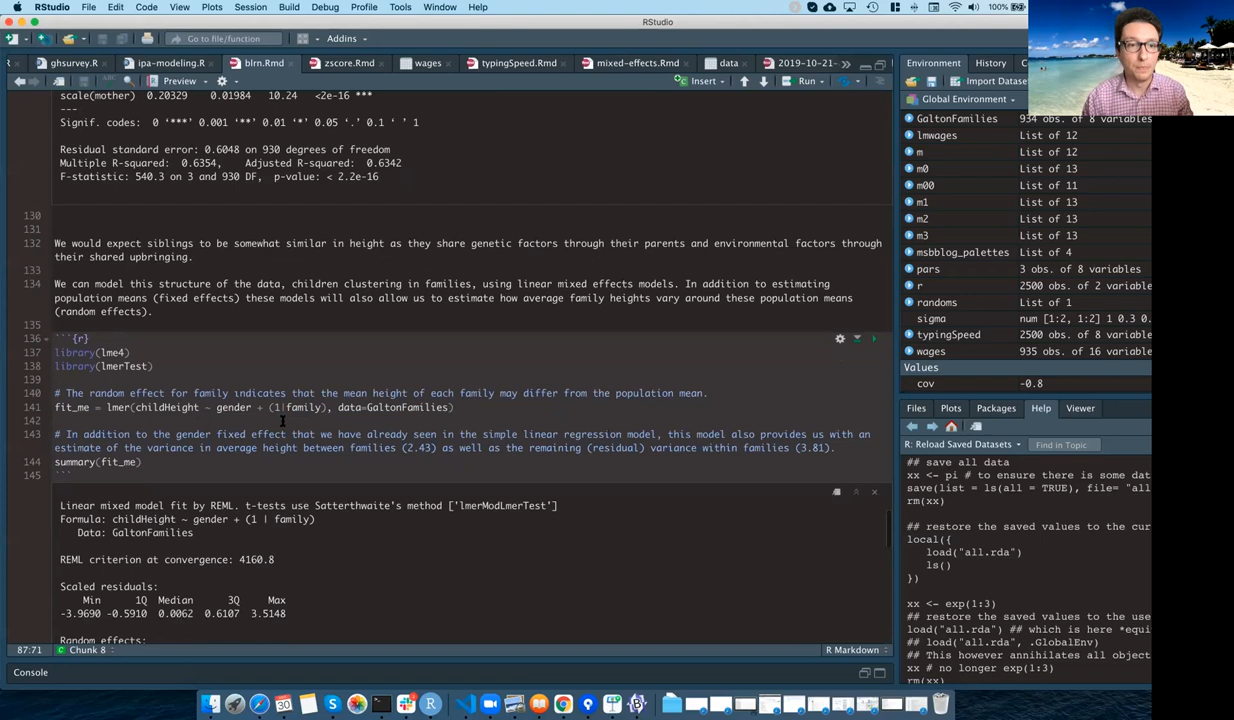 RStudio File Edit Code View Plots Session Build Debug Profile Tools Window Help 100%
RStudio
Go to file/function Addins
ghsurvey.R ipa-modeling.R blrn.Rmd zscore.Rmd wages typingSpeed.Rmd mixed-effects.Rmd data 2019-10-21-
Preview Insert Run
scale(mother) 0.20329 0.01984 10.24 <2e-16 ***
---
Signif. codes: 0 '***' 0.001 '**' 0.01 '*' 0.05 '.' 0.1 ' ' 1
Residual standard error: 0.6048 on 930 degrees of freedom
Multiple R-squared: 0.6354, Adjusted R-squared: 0.6342
F-statistic: 540.3 on 3 and 930 DF, p-value: < 2.2e-16
130
131
132 We would expect siblings to be somewhat similar in height as they share genetic factors through their parents and environmental factors through
their shared upbringing.
133
134 We can model this structure of the data, children clustering in families, using linear mixed effects models. In addition to estimating
population means (fixed effects) these models will also allow us to estimate how average family heights vary around these population means
(random effects).
135
136 ```{r}
137 library(lme4)
138 library(lmerTest)
139
140 # The random effect for family indicates that the mean height of each family may differ from the population mean.
141 fit_me = lmer(childHeight ~ gender + (1|family), data=GaltonFamilies)
142
143 # In addition to the gender fixed effect that we have already seen in the simple linear regression model, this model also provides us with an
estimate of the variance in average height between families (2.43) as well as the remaining (residual) variance within families (3.81).
144 summary(fit_me)
145 ```
Linear mixed model fit by REML. t-tests use Satterthwaite's method ['lmerModLmerTest']
Formula: childHeight ~ gender + (1 | family)
Data: GaltonFamilies
REML criterion at convergence: 4160.8
Scaled residuals:
Min 1Q Median 3Q Max
-3.9690 -0.5910 0.0062 0.6107 3.5148
Random effects:
87:71 Chunk 8 R Markdown
Console
Environment History C
Import Datase
Global Environment
GaltonFamilies 934 obs. of 8 variables
lmwages List of 12
m List of 12
m0 List of 13
m00 List of 11
m1 List of 13
m2 List of 13
m3 List of 13
msbblog_palettes List of 4
pars 3 obs. of 8 variables
r 2500 obs. of 2 variables
randoms List of 1
sigma num [1:2, 1:2] 1 0.3 0.
typingSpeed 2500 obs. of 8 variables
wages 935 obs. of 16 variables
Values
cov -0.8
Files Plots Packages Help Viewer
R: Reload Saved Datasets Find in Topic
## save all data
xx <- pi # to ensure there is some dat
save(list = ls(all = TRUE), file= "all
rm(xx)
## restore the saved values to the cur
local({
load("all.rda")
ls()
})
xx <- exp(1:3)
## restore the saved values to the use
load("all.rda") ## which is here *equi
## load("all.rda", .GlobalEnv)
## This however annihilates all object
xx # no longer exp(1:3)
rm(xx)
30